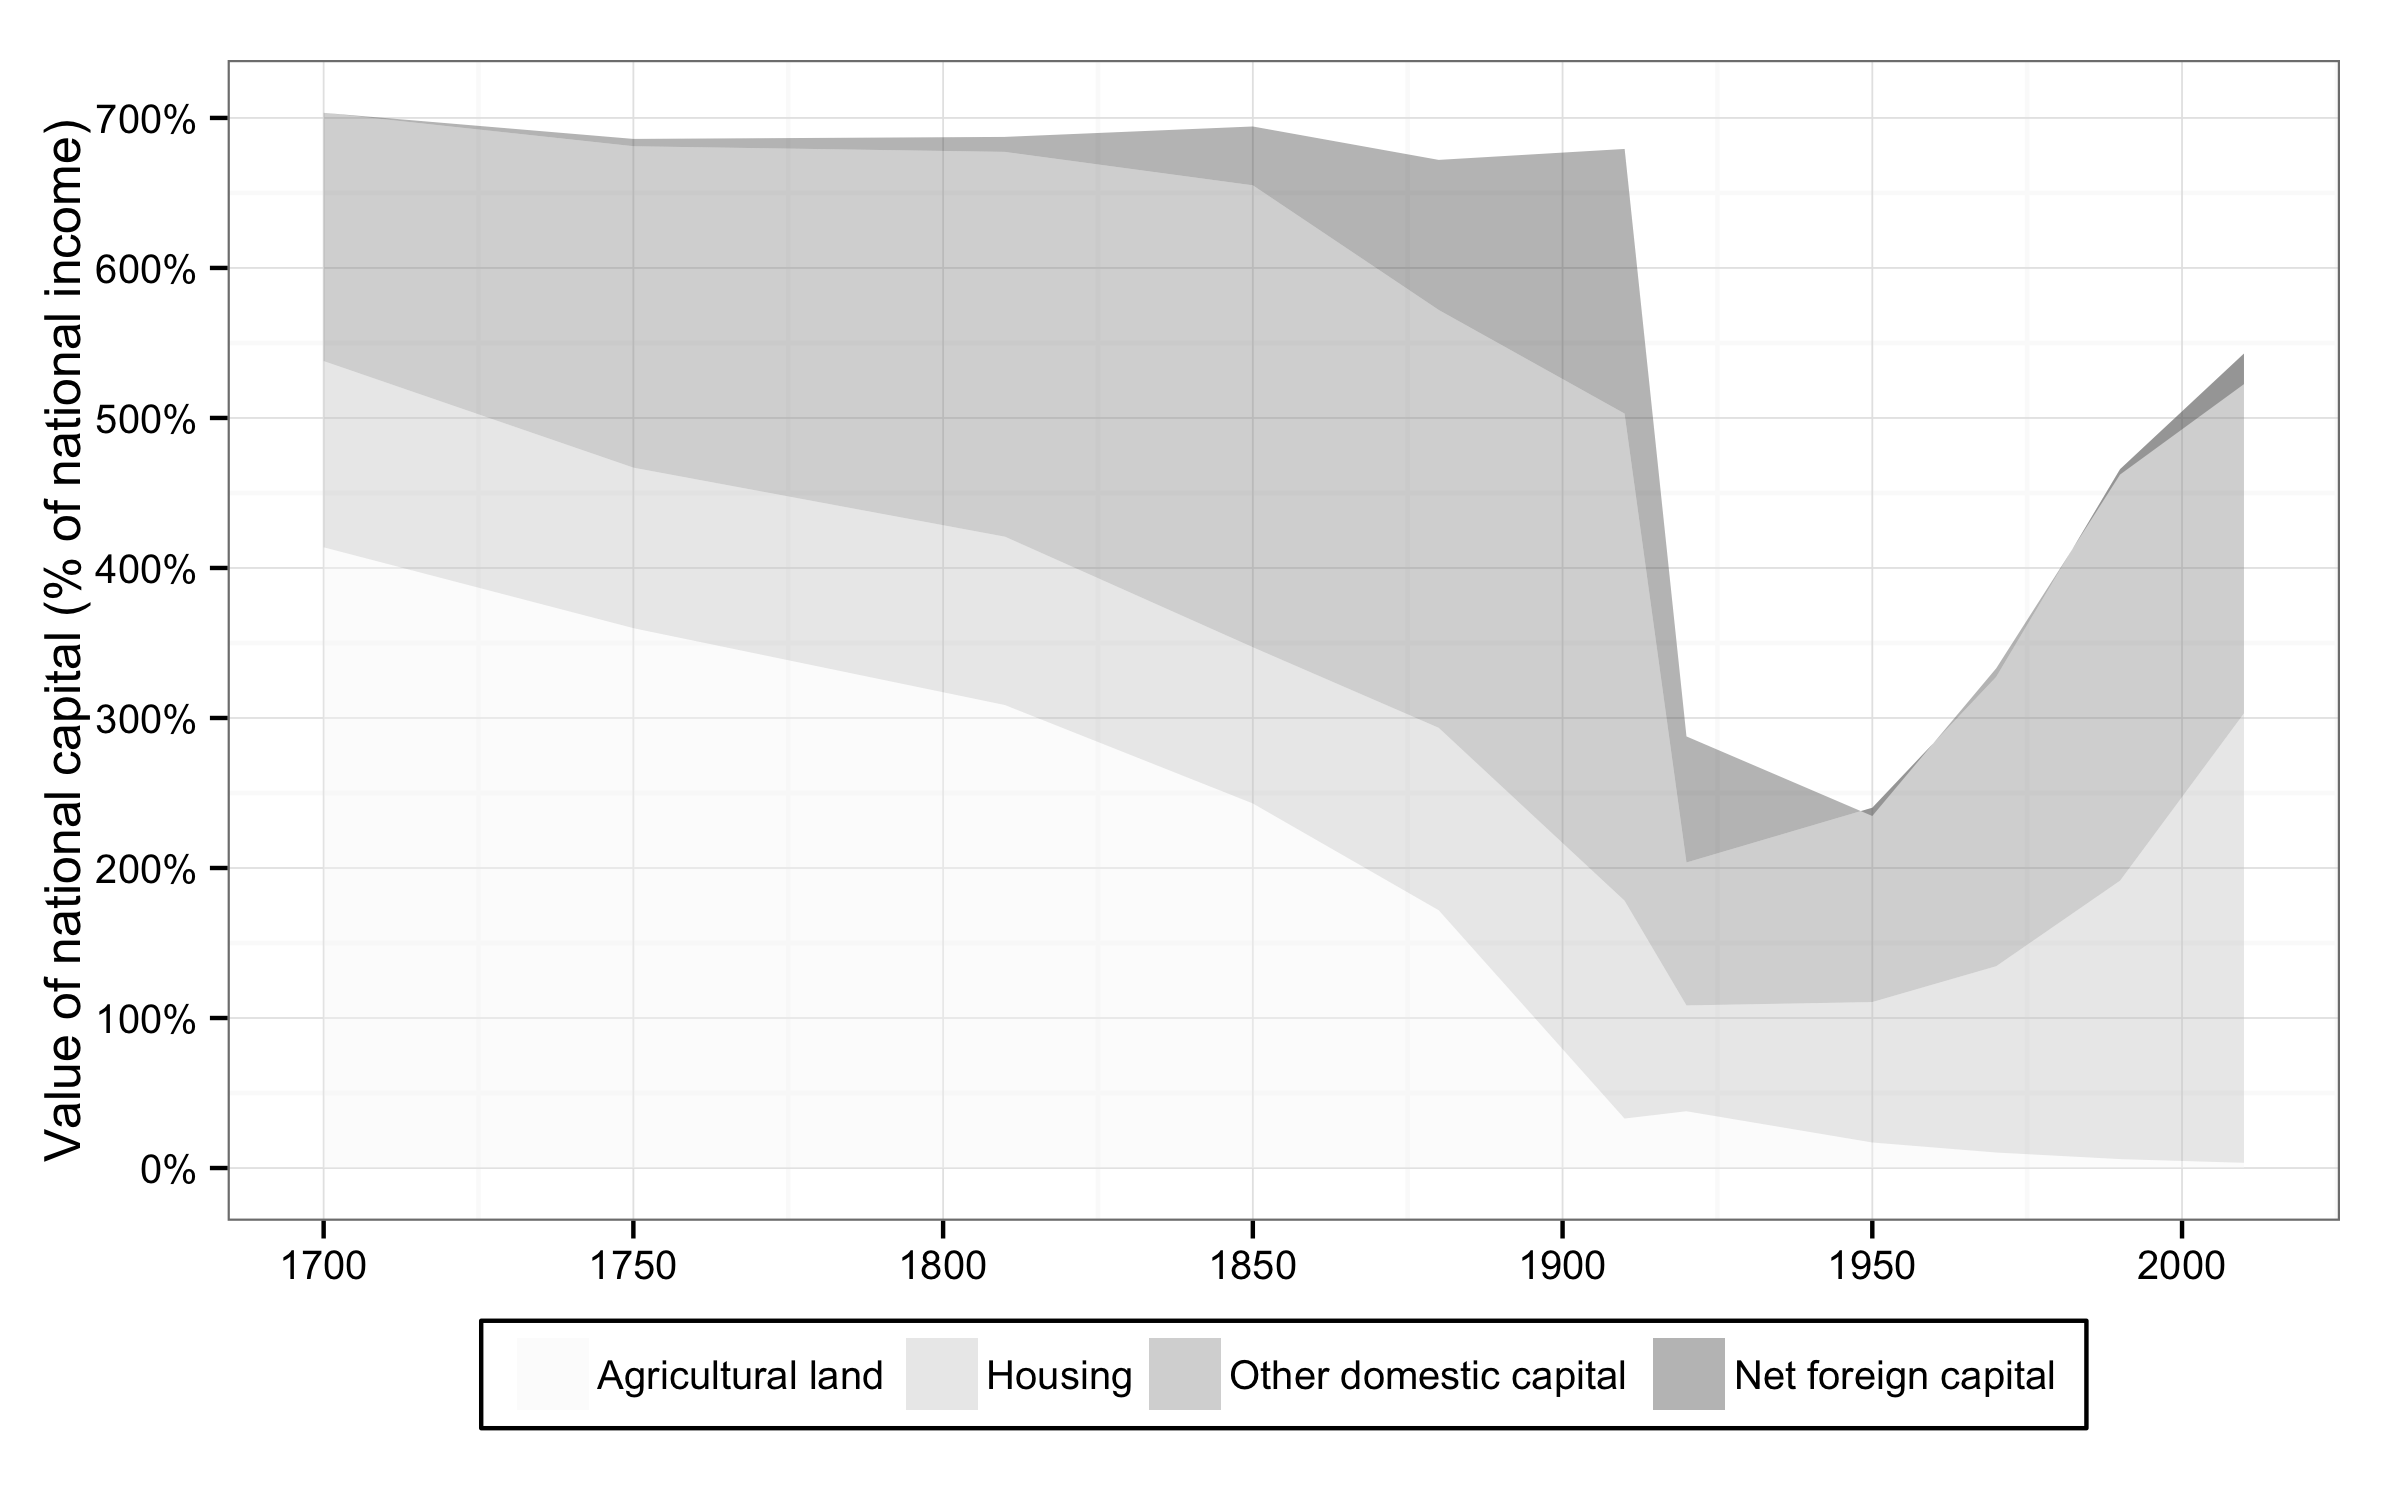 Value of national capital (% of national income)
700%
600%
500%
400%
300%
200%
100%
0%
1700 1750 1800 1850 1900 1950 2000
Agricultural land Housing Other domestic capital Net foreign capital